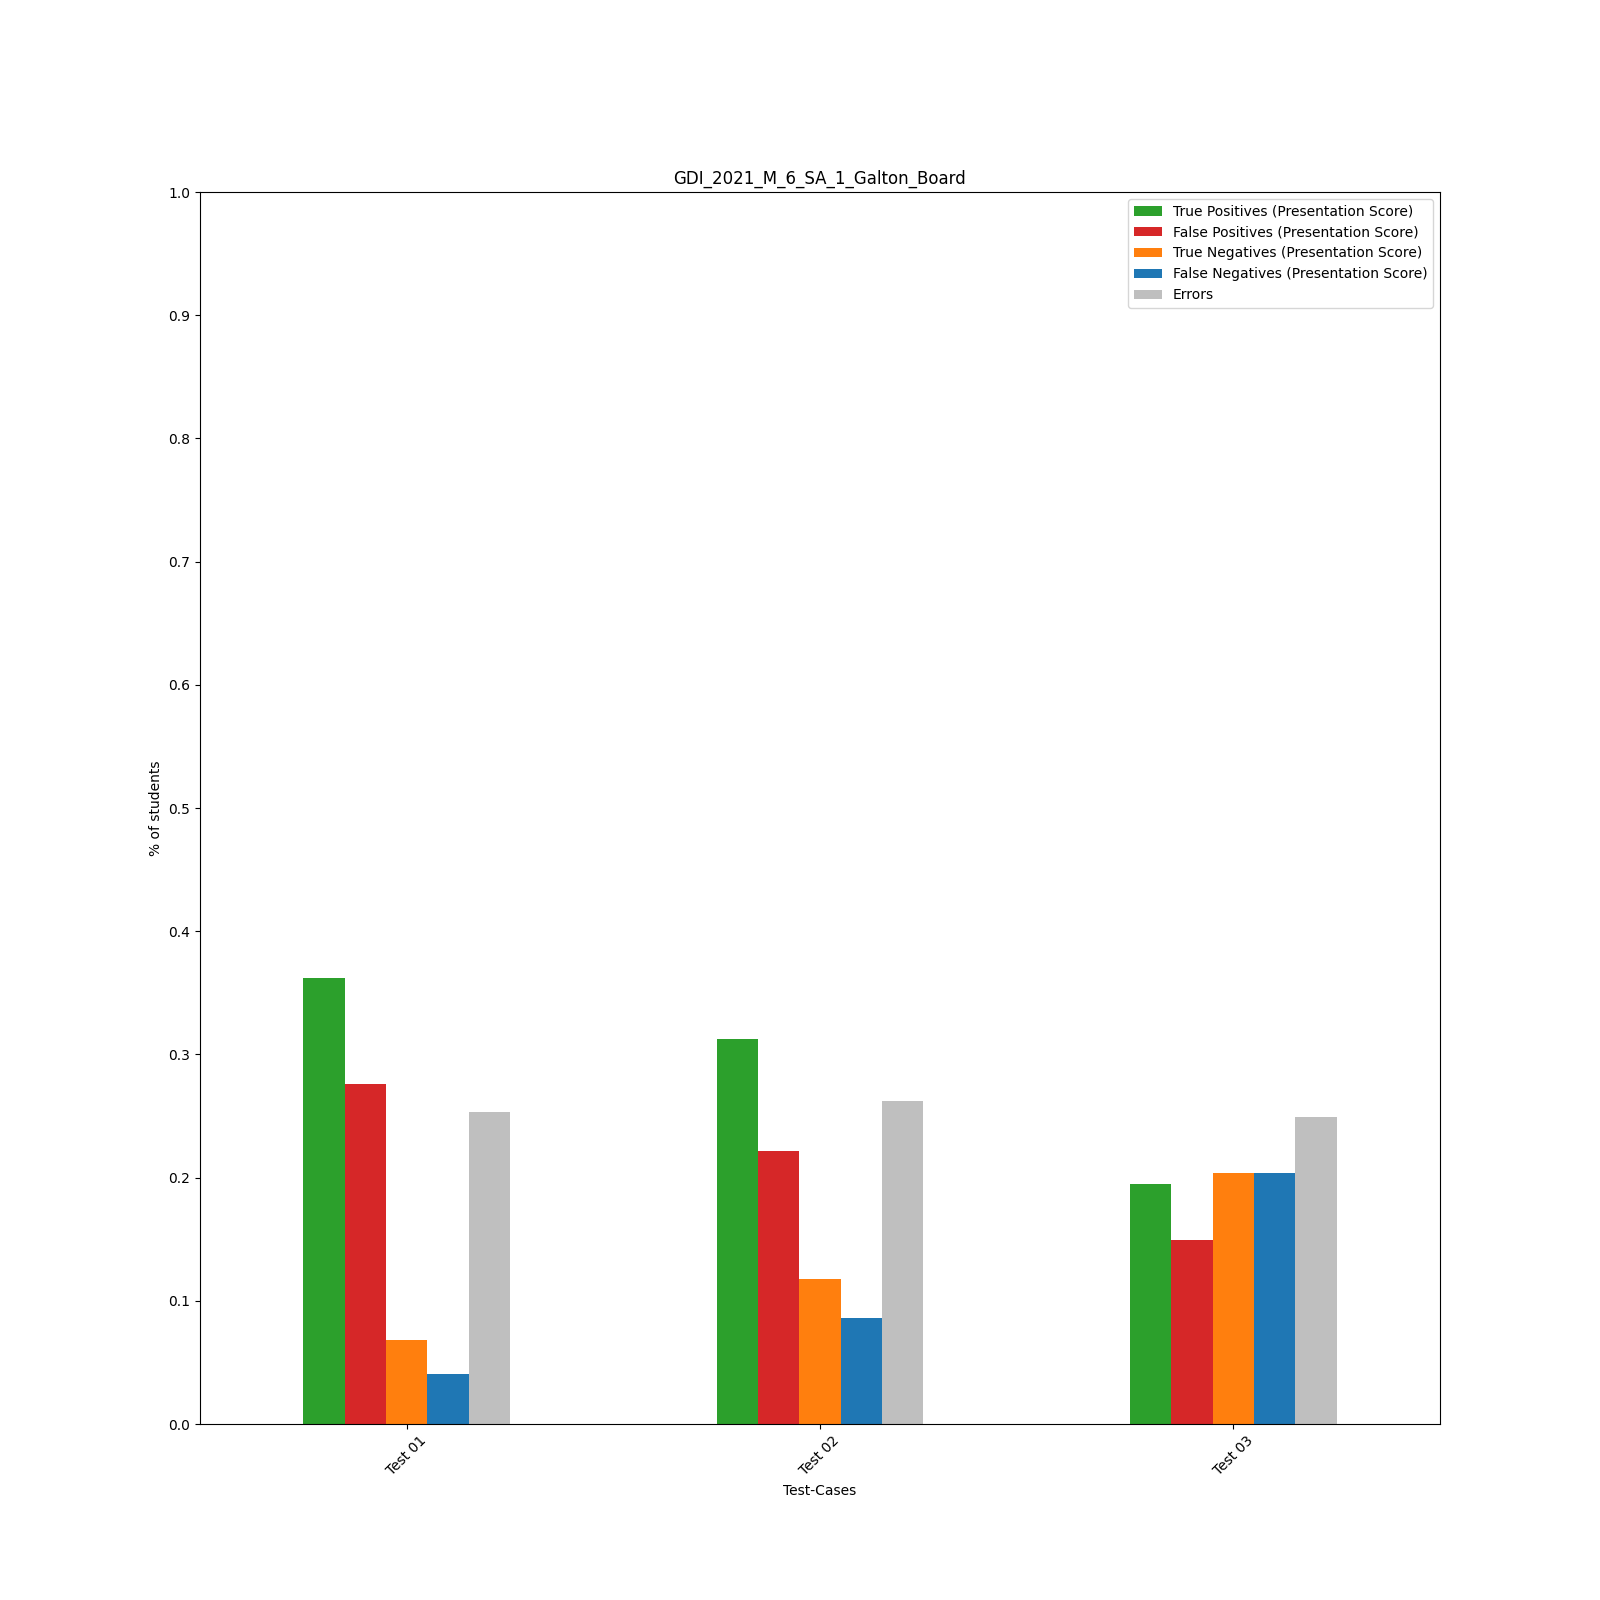 GDI_2021_M_6_SA_1_Galton_Board
True Positives (Presentation Score)
False Positives (Presentation Score)
True Negatives (Presentation Score)
False Negatives (Presentation Score)
Errors
1.0
0.9
0.8
0.7
0.6
0.5
0.4
0.3
0.2
0.1
0.0
% of students
Test 01
Test 02
Test 03
Test-Cases